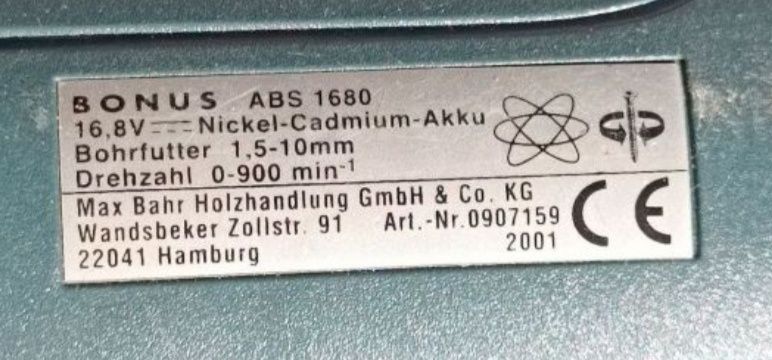 BONUS ABS 1680
16,8V ⎓ Nickel-Cadmium-Akku
Bohrfutter 1,5-10mm
Drehzahl 0-900 min⁻¹
Max Bahr Holzhandlung GmbH & Co. KG
Wandsbeker Zollstr. 91 Art.-Nr.0907159
22041 Hamburg 2001
CE